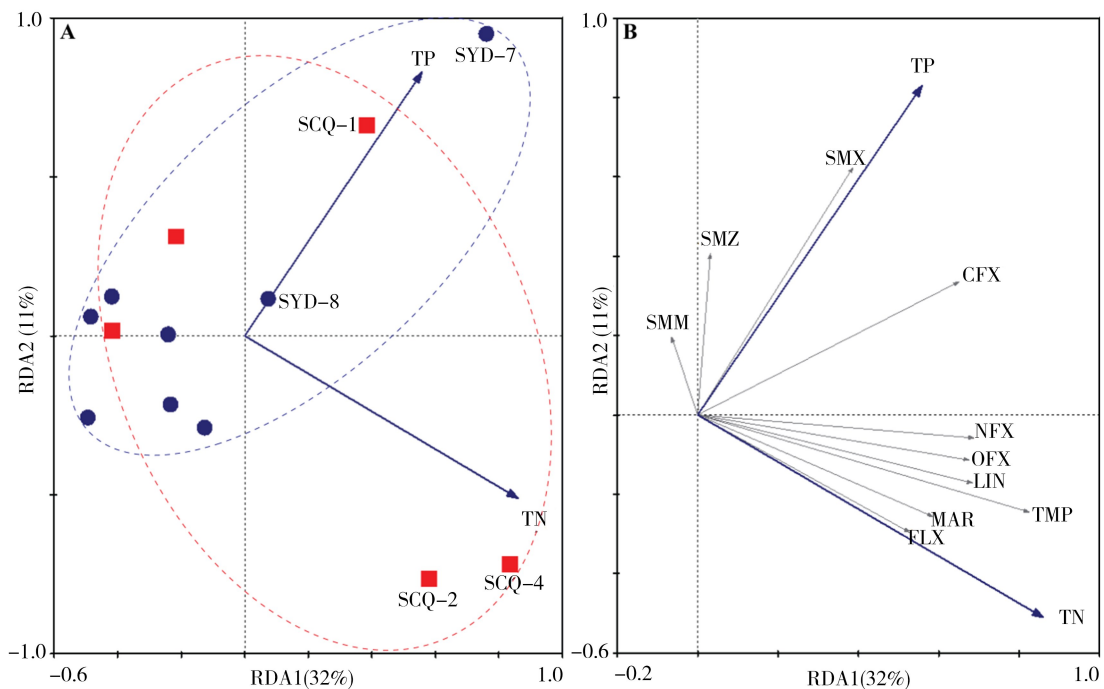 1.0
A
SYD-7
TP
SCQ-1
SYD-8
RDA2 (11%)
TN
SCQ-2
SCQ-4
-1.0
-0.6
RDA1(32%)
1.0
1.0
B
TP
SMX
SMZ
CFX
SMM
RDA2 (11%)
NFX
OFX
LIN
MAR
TMP
FLX
TN
-0.6
-0.2
RDA1(32%)
1.0